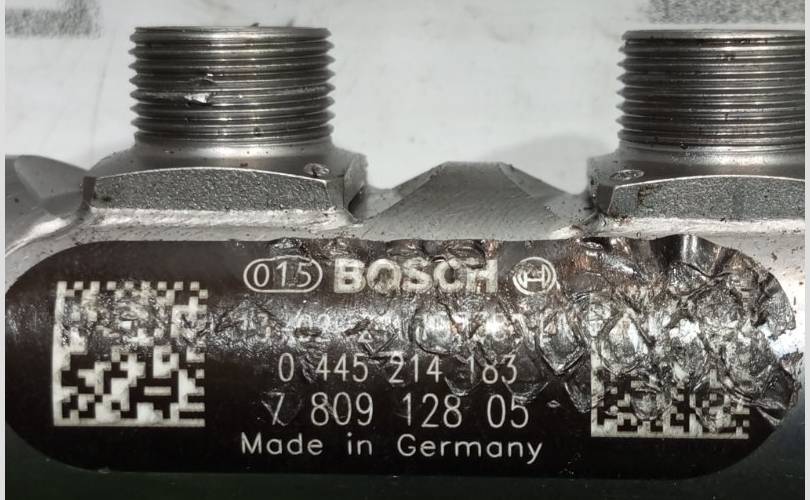 015 BOSCH
0 445 214 183
7 809 128 05
Made in Germany